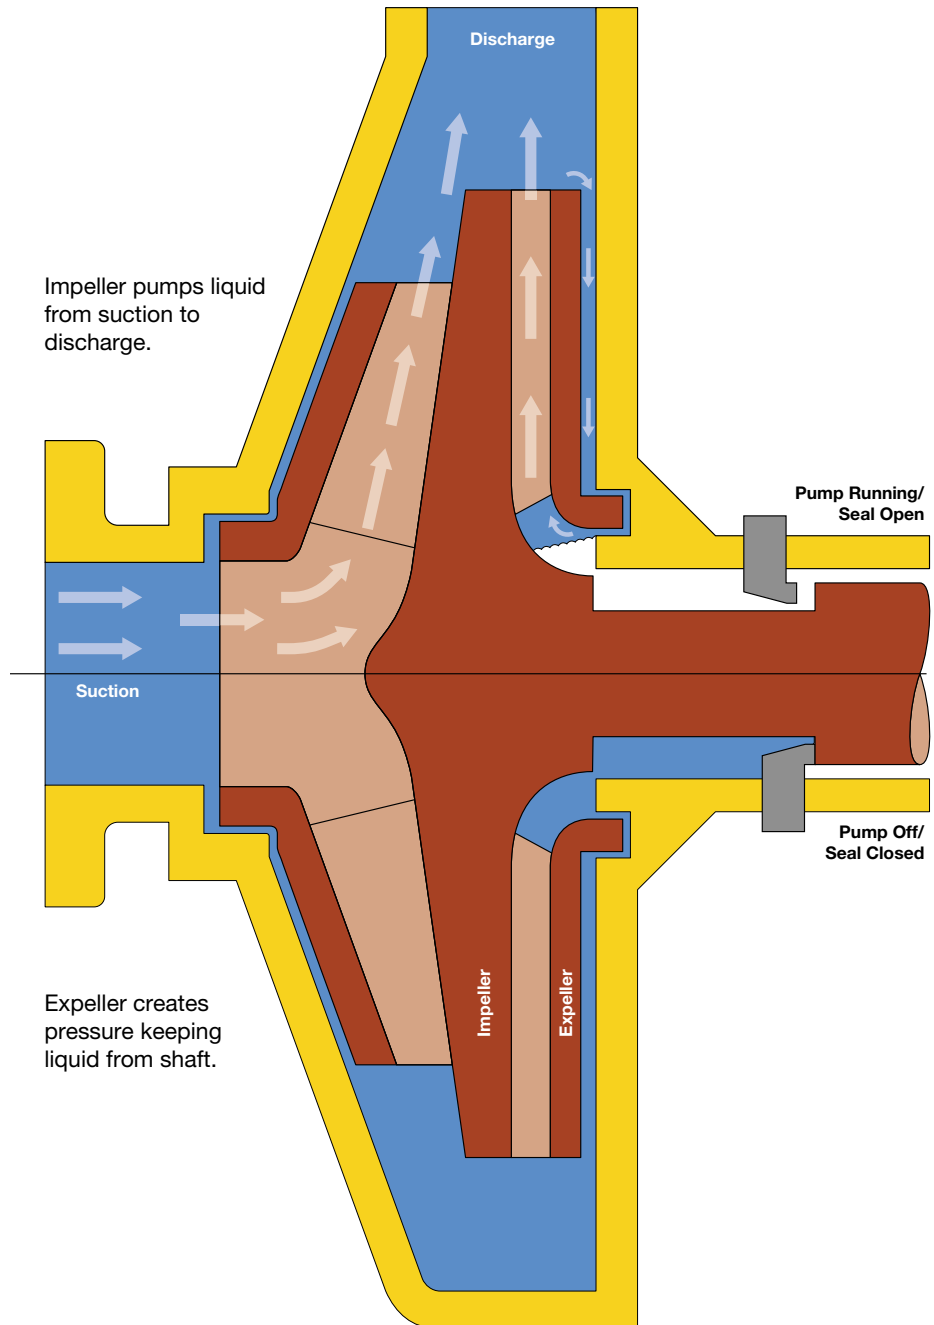 Discharge
Impeller pumps liquid
from suction to
discharge.
Pump Running/
Seal Open
Suction
Pump Off/
Seal Closed
Impeller
Expeller
Expeller creates
pressure keeping
liquid from shaft.